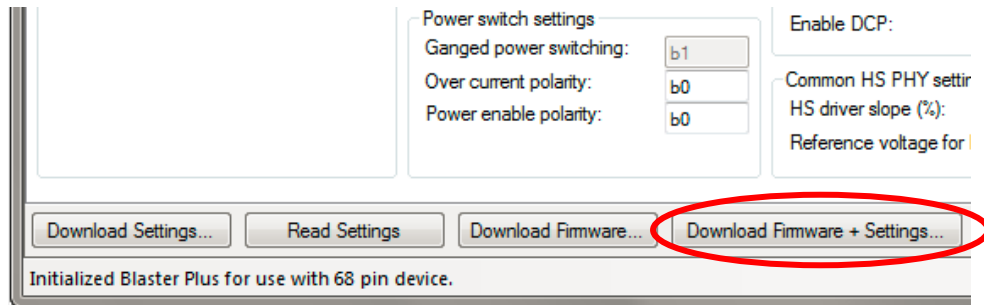 Power switch settings
Ganged power switching: b1
Over current polarity: b0
Power enable polarity: b0
Enable DCP:
Common HS PHY settin
HS driver slope (%):
Reference voltage for
Download Settings... Read Settings Download Firmware... Download Firmware + Settings...
Initialized Blaster Plus for use with 68 pin device.